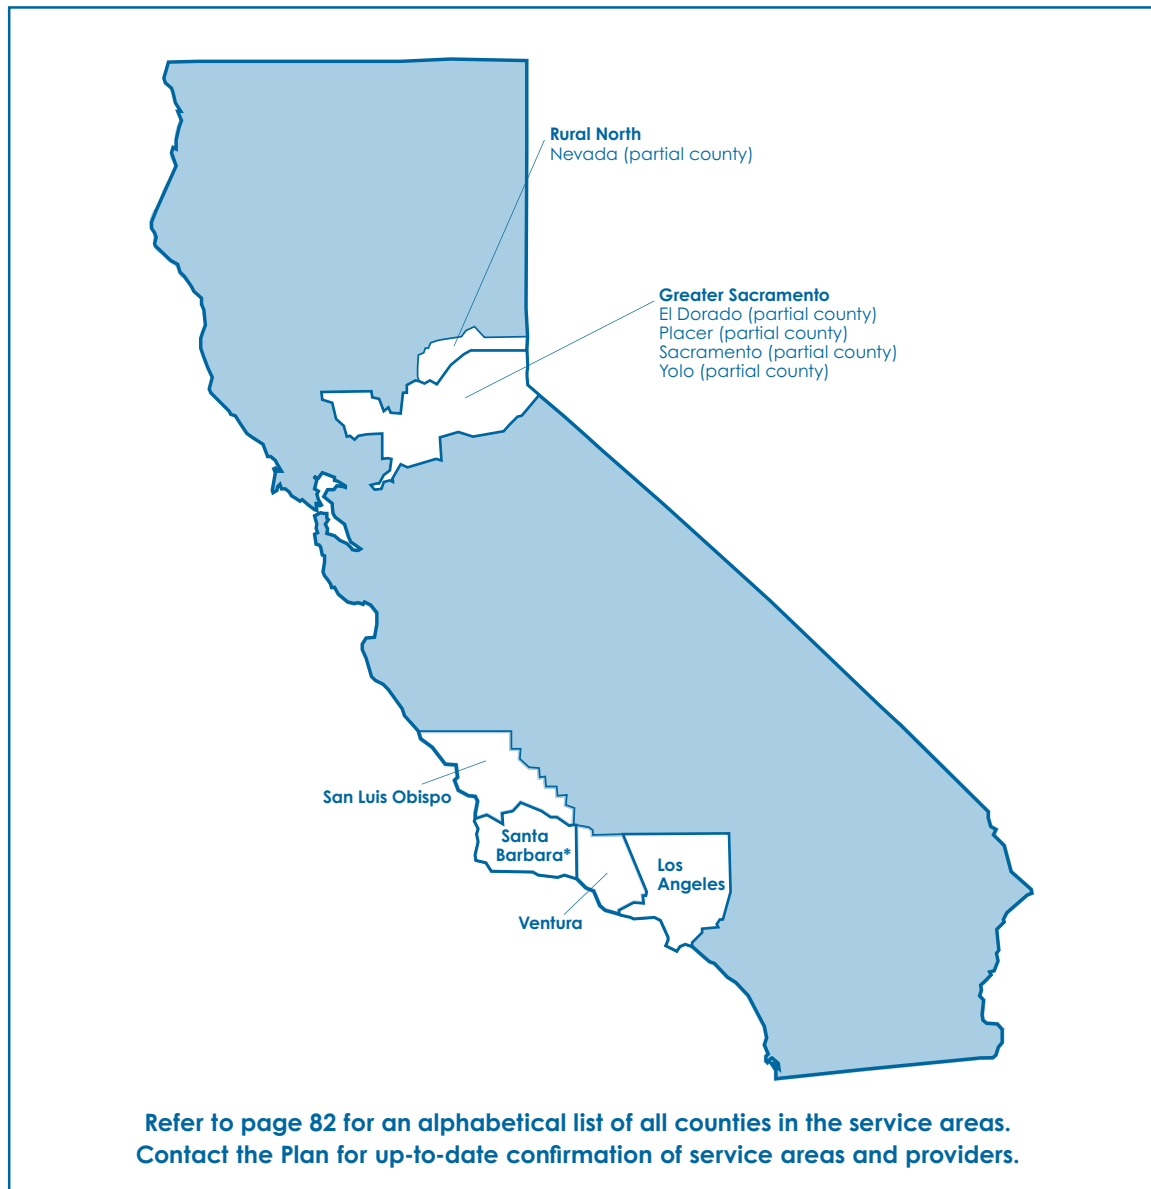 Rural North
Nevada (partial county)
Greater Sacramento
El Dorado (partial county)
Placer (partial county)
Sacramento (partial county)
Yolo (partial county)
San Luis Obispo
Santa
Barbara*
Los
Angeles
Ventura
Refer to page 82 for an alphabetical list of all counties in the service areas.
Contact the Plan for up-to-date confirmation of service areas and providers.